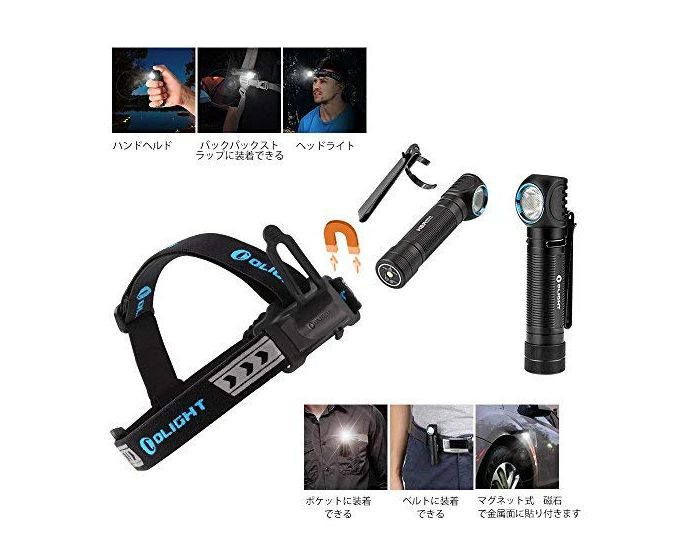 ハンドヘルド
バックパックスト
ラップに装着できる
ヘッドライト
OLIGHT
OLIGHT
OLIGHT
OLIGHT
ポケットに装着
できる
ベルトに装着
できる
マグネット式　磁石
で金属面に貼り付きます